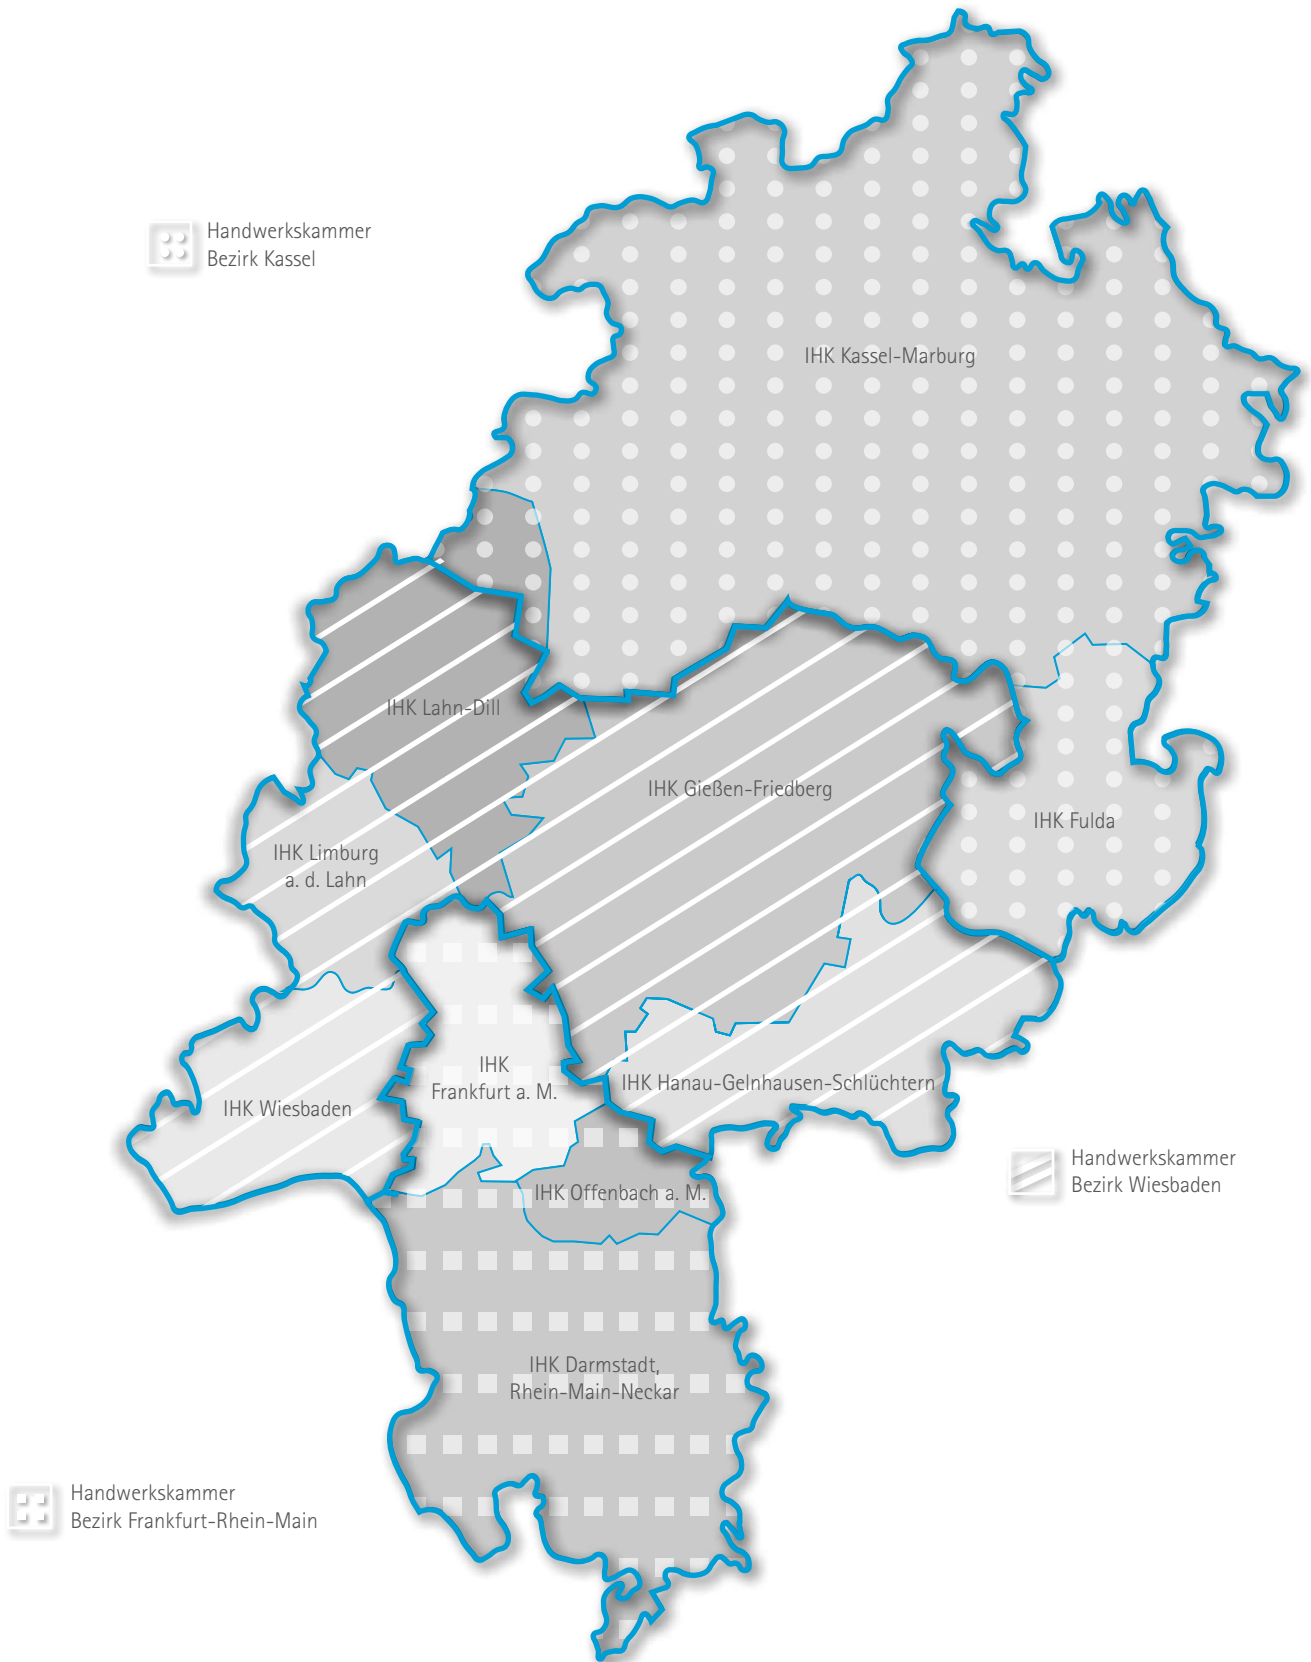 Handwerkskammer
Bezirk Kassel
IHK Kassel-Marburg
IHK Lahn-Dill
IHK Gießen-Friedberg
IHK Fulda
IHK Limburg
a. d. Lahn
IHK
Frankfurt a. M.
IHK Hanau-Gelnhausen-Schlüchtern
IHK Wiesbaden
Handwerkskammer
Bezirk Wiesbaden
IHK Offenbach a. M.
IHK Darmstadt,
Rhein-Main-Neckar
Handwerkskammer
Bezirk Frankfurt-Rhein-Main